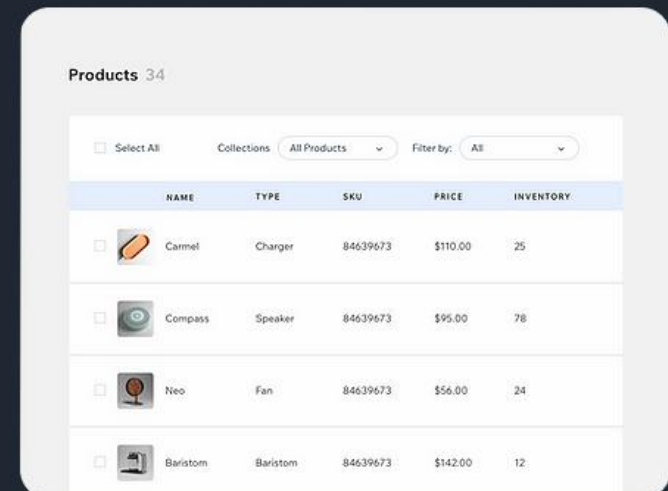 Products 34
Select All Collections All Products Filter by: All
NAME TYPE SKU PRICE INVENTORY
Carmel Charger 84639673 $110.00 25
Compass Speaker 84639673 $95.00 78
Neo Fan 84639673 $56.00 24
Baristom Baristom 84639673 $142.00 12